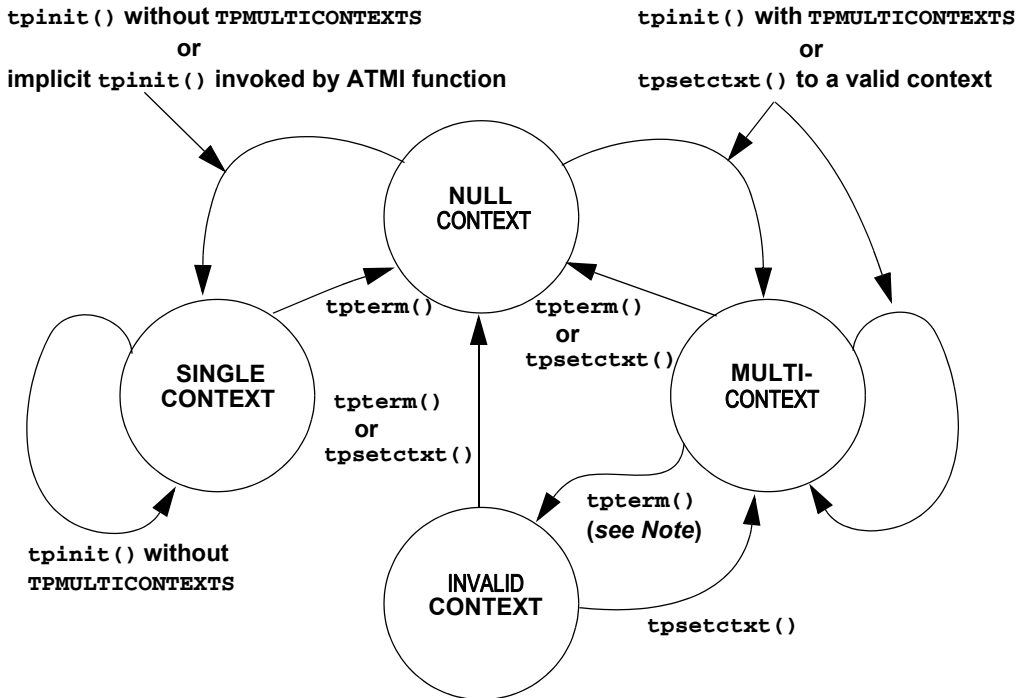 tpinit() without TPMULTICONTEXTS
or
implicit tpinit() invoked by ATMI function
tpinit() with TPMULTICONTEXTS
or
tpsetctxt() to a valid context
NULL
CONTEXT
tpterm()
tpterm()
or
tpsetctxt()
SINGLE
CONTEXT
MULTI-
CONTEXT
tpterm()
or
tpsetctxt()
tpterm()
(see Note)
tpinit() without
TPMULTICONTEXTS
INVALID
CONTEXT
tpsetctxt()